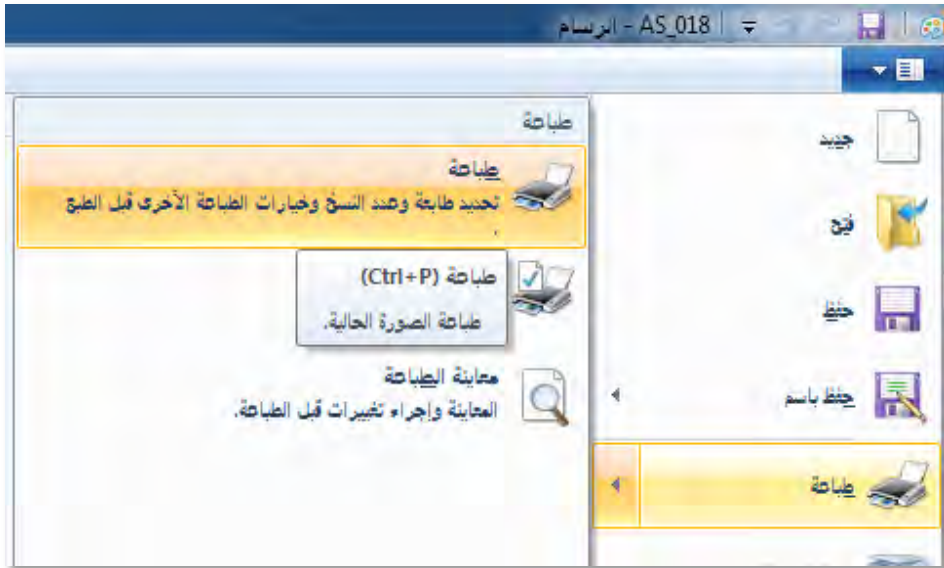 AS_018 - الرسام
جديد
فتح
حفظ
حفظ باسم
طباعة
طباعة
طباعة
تحديد طابعة وعدد النسخ وخيارات الطباعة الأخرى قبل الطبع
.
طباعة (Ctrl+P)
طباعة الصورة الحالية.
معاينة الطباعة
المعاينة وإجراء تغييرات قبل الطباعة.